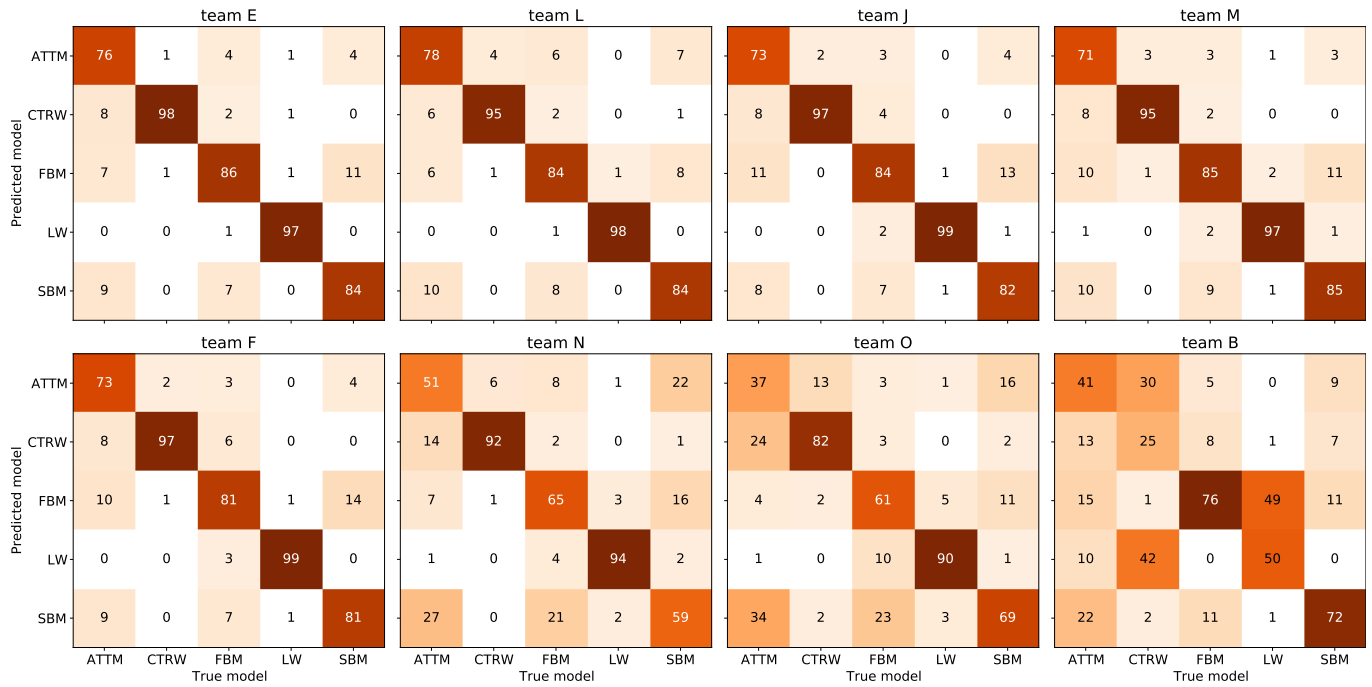 team E team L team J team M
ATTM 76 1 4 1 4 78 4 6 0 7 73 2 3 0 4 71 3 3 1 3
CTRW 8 98 2 1 0 6 95 2 0 1 8 97 4 0 0 8 95 2 0 0
Predicted model
FBM 7 1 86 1 11 6 1 84 1 8 11 0 84 1 13 10 1 85 2 11
LW 0 0 1 97 0 0 0 1 98 0 0 0 2 99 1 1 0 2 97 1
SBM 9 0 7 0 84 10 0 8 0 84 8 0 7 1 82 10 0 9 1 85
team F team N team O team B
ATTM 73 2 3 0 4 51 6 8 1 22 37 13 3 1 16 41 30 5 0 9
CTRW 8 97 6 0 0 14 92 2 0 1 24 82 3 0 2 13 25 8 1 7
Predicted model
FBM 10 1 81 1 14 7 1 65 3 16 4 2 61 5 11 15 1 76 49 11
LW 0 0 3 99 0 1 0 4 94 2 1 0 10 90 1 10 42 0 50 0
SBM 9 0 7 1 81 27 0 21 2 59 34 2 23 3 69 22 2 11 1 72
ATTM CTRW FBM LW SBM ATTM CTRW FBM LW SBM ATTM CTRW FBM LW SBM ATTM CTRW FBM LW SBM
True model True model True model True model